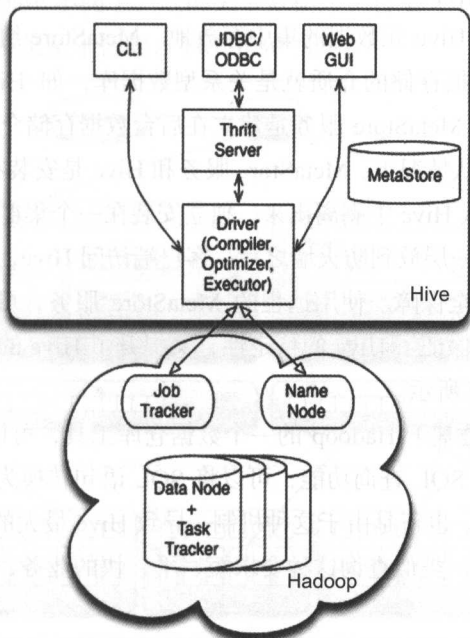 CLI
JDBC/
ODBC
Web
GUI
Thrift
Server
MetaStore
Driver
(Compiler,
Optimizer,
Executor)
Hive
Job
Tracker
Name
Node
Data Node
+
Task
Tracker
Hadoop